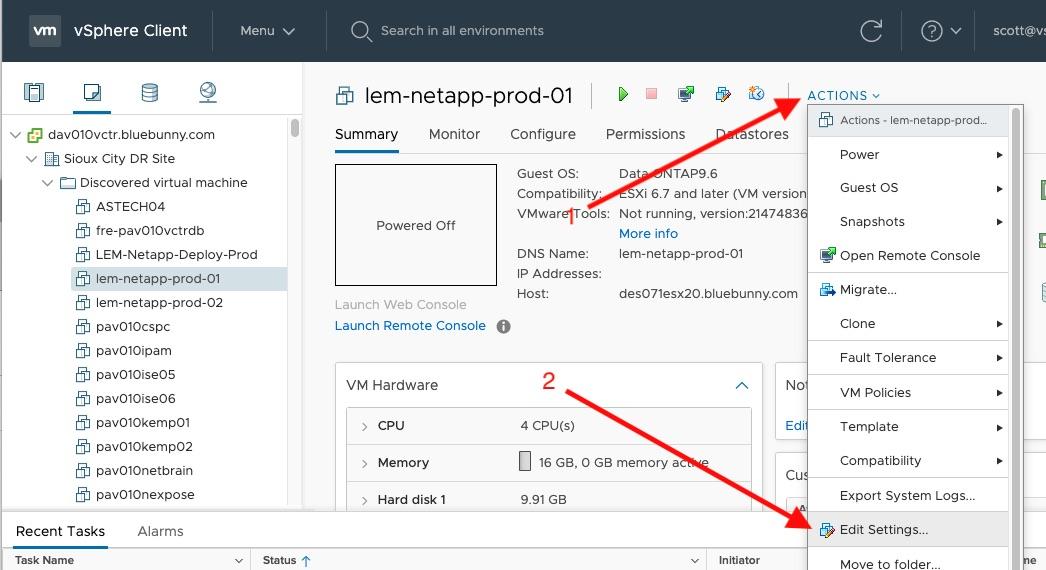 vm vSphere Client Menu Search in all environments scott@vs
lem-netapp-prod-01 ACTIONS
Summary Monitor Configure Permissions Datastores
dav010vctr.bluebunny.com
Sioux City DR Site
Discovered virtual machine
ASTECH04
fre-pav010vctrdb
LEM-Netapp-Deploy-Prod
lem-netapp-prod-01
lem-netapp-prod-02
pav010cspc
pav010ipam
pav010ise05
pav010ise06
pav010kemp01
pav010kemp02
pav010netbrain
pav010nexpose
Powered Off
Launch Web Console
Launch Remote Console
Guest OS: Data ONTAP9.6
Compatibility: ESXi 6.7 and later (VM version
VMware Tools: Not running, version:21474836
More info
DNS Name: lem-netapp-prod-01
IP Addresses:
Host: des071esx20.bluebunny.com
1
2
VM Hardware
CPU 4 CPU(s)
Memory 16 GB, 0 GB memory active
Hard disk 1 9.91 GB
Not
Edit
Cus
Actions - lem-netapp-prod...
Power
Guest OS
Snapshots
Open Remote Console
Migrate...
Clone
Fault Tolerance
VM Policies
Template
Compatibility
Export System Logs...
Edit Settings...
Move to folder...
Recent Tasks Alarms
Task Name Status Initiator me